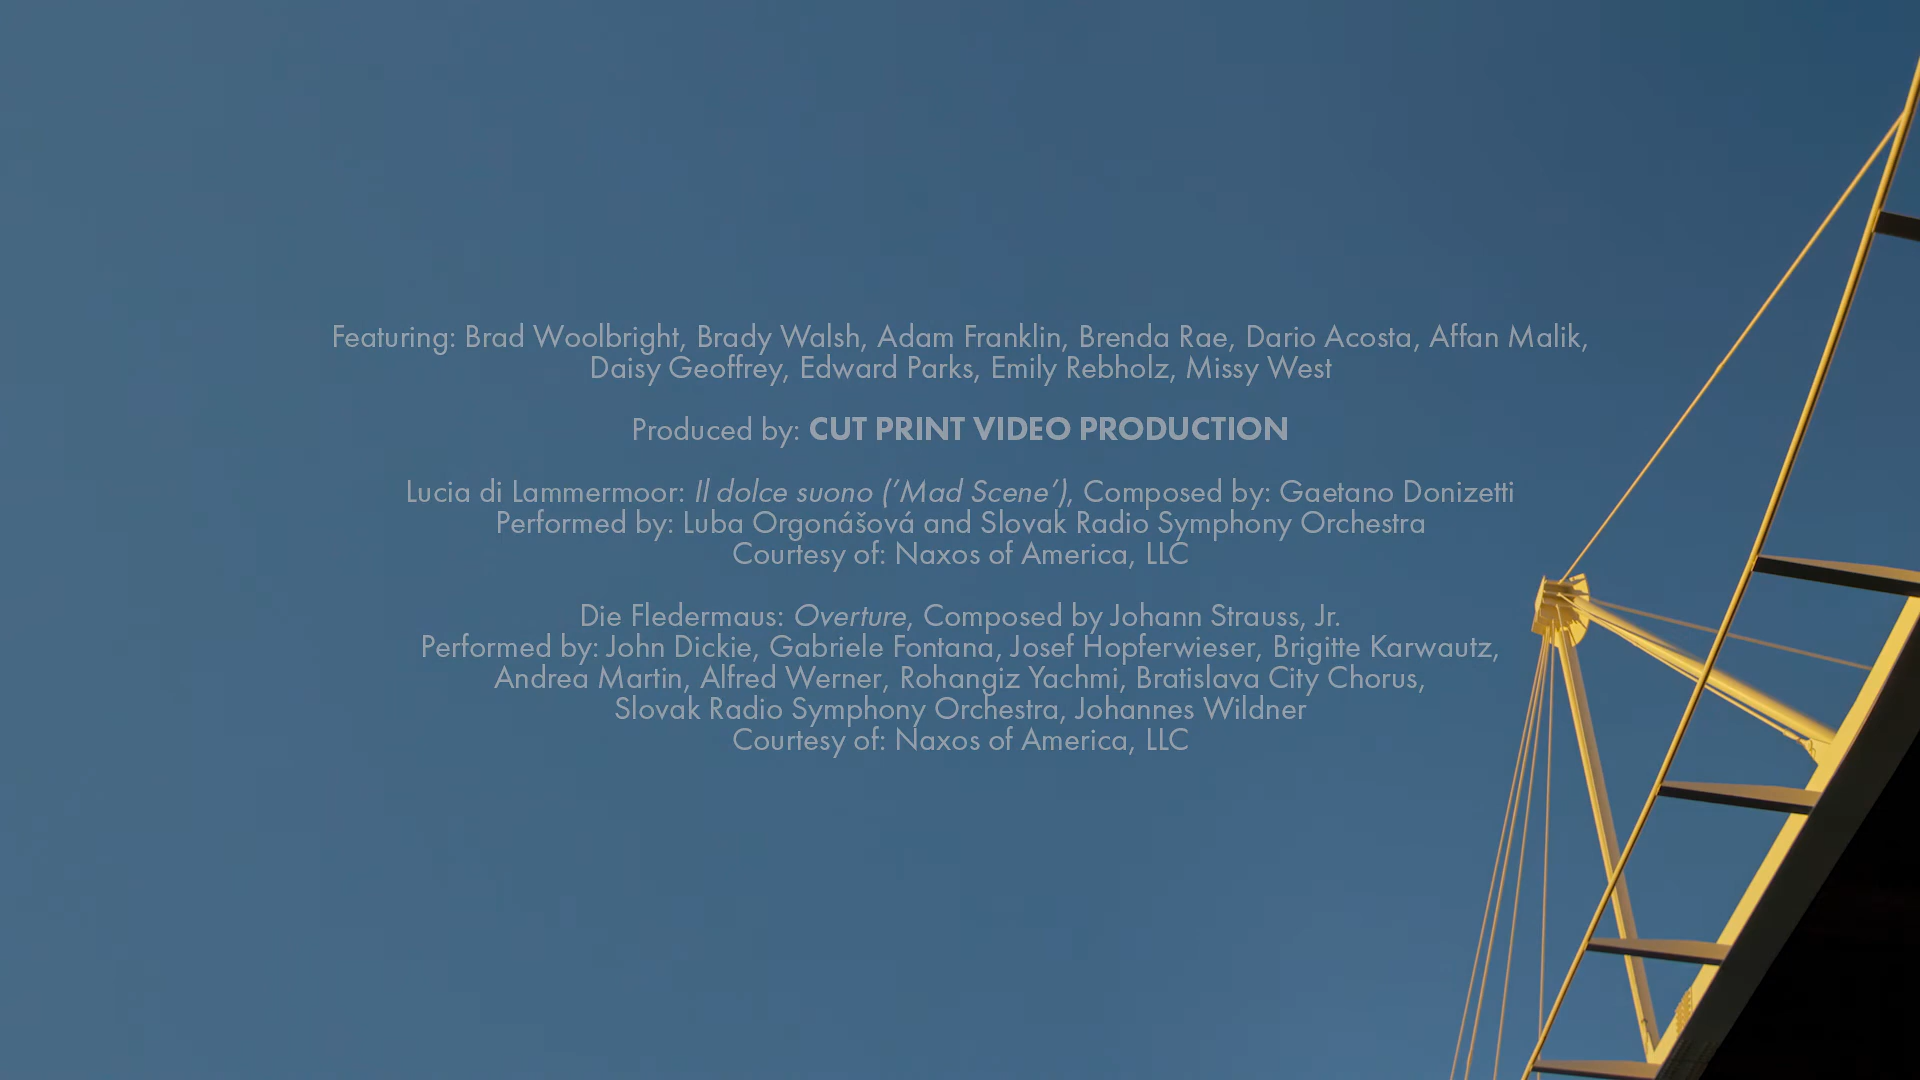 Featuring: Brad Woolbright, Brady Walsh, Adam Franklin, Brenda Rae, Dario Acosta, Affan Malik,
Daisy Geoffrey, Edward Parks, Emily Rebholz, Missy West
Produced by: CUT PRINT VIDEO PRODUCTION
Lucia di Lammermoor: Il dolce suono (’Mad Scene’), Composed by: Gaetano Donizetti
Performed by: Luba Orgonášová and Slovak Radio Symphony Orchestra
Courtesy of: Naxos of America, LLC
Die Fledermaus: Overture, Composed by Johann Strauss, Jr.
Performed by: John Dickie, Gabriele Fontana, Josef Hopferwieser, Brigitte Karwautz,
Andrea Martin, Alfred Werner, Rohangiz Yachmi, Bratislava City Chorus,
Slovak Radio Symphony Orchestra, Johannes Wildner
Courtesy of: Naxos of America, LLC